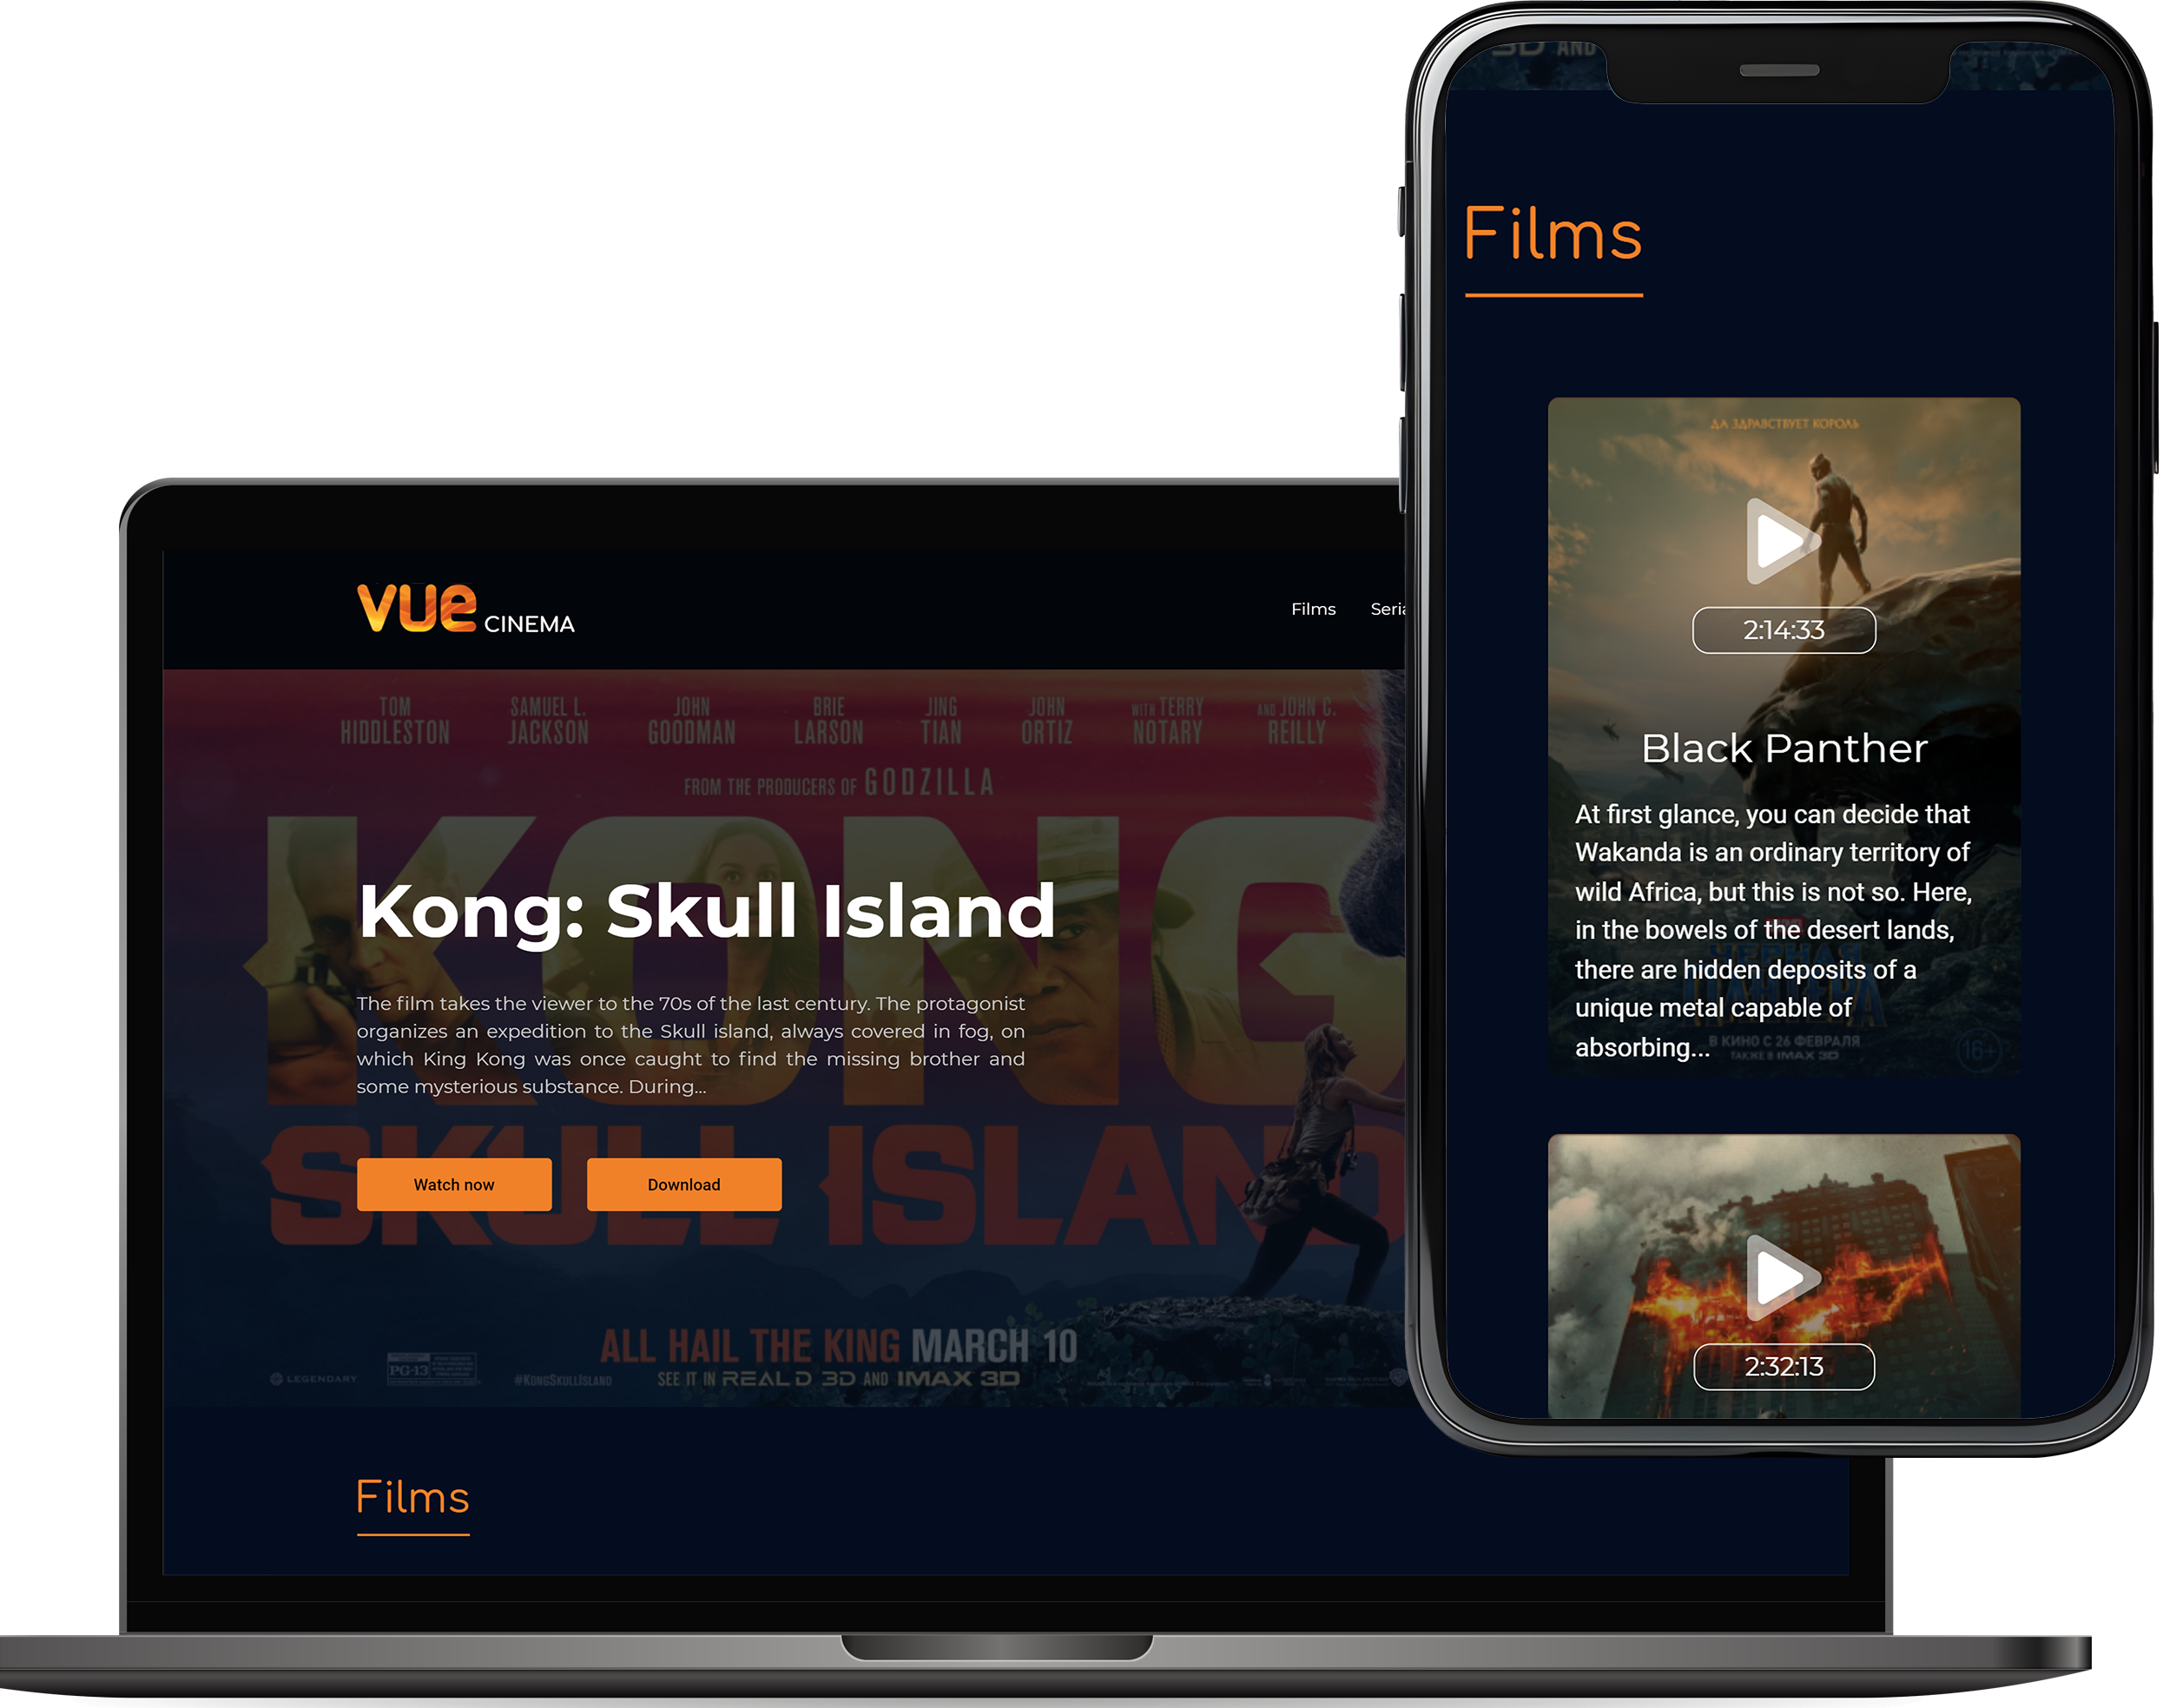 vue CINEMA
Films
TOM HIDDLESTON
SAMUEL L. JACKSON
JOHN GOODMAN
BRIE LARSON
JING TIAN
JOHN ORTIZ
WITH TERRY NOTARY
AND JOHN C. REILLY
FROM THE PRODUCERS OF GODZILLA
KONG
Kong: Skull Island
The film takes the viewer to the 70s of the last century. The protagonist
organizes an expedition to the Skull island, always covered in fog, on
which King Kong was once caught to find the missing brother and
some mysterious substance. During...
SKULL ISLAND
Watch now
Download
ALL HAIL THE KING MARCH 10
LEGENDARY
PG-13
#KONGSKULLISLAND
SEE IT IN REAL D 3D AND IMAX 3D
Films
3D AND
Films
ДА ЗДРАВСТВУЕТ КОРОЛЬ
2:14:33
Black Panther
At first glance, you can decide that
Wakanda is an ordinary territory of
wild Africa, but this is not so. Here,
in the bowels of the desert lands,
there are hidden deposits of a
unique metal capable of
absorbing...
ЧЕРНАЯ
ПАНТЕРА
В КИНО С 26 ФЕВРАЛЯ
ТАКЖЕ В IMAX 3D
16+
2:32:13